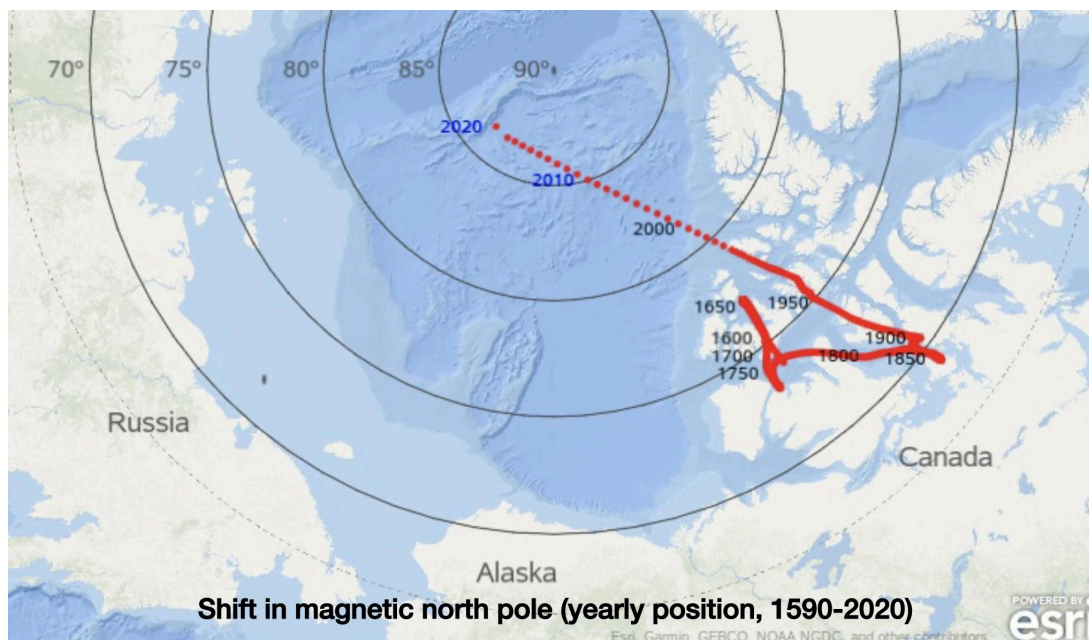 70° 75° 80° 85° 90°
2020
2010
2000
1650
1950
1600
1900
1700
1800
1850
1750
Russia
Canada
Alaska
Shift in magnetic north pole (yearly position, 1590-2020)
POWERED BY
esri
Esri, Garmin, GEBCO, NOAA NGDC, and other contributors